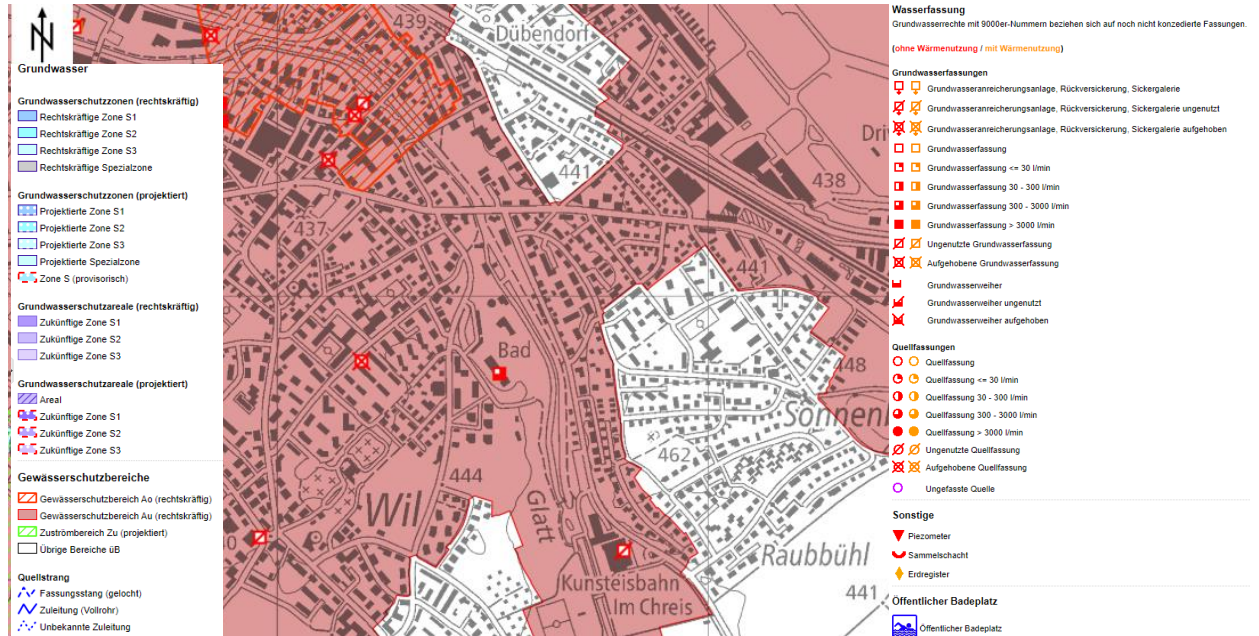 N
Grundwasser
Grundwasserschutzzonen (rechtskräftig)
Rechtskräftige Zone S1
Rechtskräftige Zone S2
Rechtskräftige Zone S3
Rechtskräftige Spezialzone
Grundwasserschutzzonen (projektiert)
Projektierte Zone S1
Projektierte Zone S2
Projektierte Zone S3
Projektierte Spezialzone
Zone S (provisorisch)
Grundwasserschutzareale (rechtskräftig)
Zukünftige Zone S1
Zukünftige Zone S2
Zukünftige Zone S3
Grundwasserschutzareale (projektiert)
Areal
Zukünftige Zone S1
Zukünftige Zone S2
Zukünftige Zone S3
Gewässerschutzbereiche
Gewässerschutzbereich Ao (rechtskräftig)
Gewässerschutzbereich Au (rechtskräftig)
Zuströmbereich Zu (projektiert)
Übrige Bereiche üB
Quellstrang
Fassungsstang (gelocht)
Zuleitung (Vollrohr)
Unbekannte Zuleitung
439
Dübendorf
441
438
437
441
Bad
448
462
444
Wil
Glatt
Raubbühl
Kunsteisbahn
Im Chreis
441
Wasserfassung
Grundwasserrechte mit 9000er-Nummern beziehen sich auf noch nicht konzedierte Fassungen.
(ohne Wärmenutzung / mit Wärmenutzung)
Grundwasserfassungen
Grundwasseranreicherungsanlage, Rückversickerung, Sickergalerie
Grundwasseranreicherungsanlage, Rückversickerung, Sickergalerie ungenutzt
Grundwasseranreicherungsanlage, Rückversickerung, Sickergalerie aufgehoben
Grundwasserfassung
Grundwasserfassung <= 30 l/min
Grundwasserfassung 30 - 300 l/min
Grundwasserfassung 300 - 3000 l/min
Grundwasserfassung > 3000 l/min
Ungenutzte Grundwasserfassung
Aufgehobene Grundwasserfassung
Grundwasserweiher
Grundwasserweiher ungenutzt
Grundwasserweiher aufgehoben
Quellfassungen
Quellfassung
Quellfassung <= 30 l/min
Quellfassung 30 - 300 l/min
Quellfassung 300 - 3000 l/min
Quellfassung > 3000 l/min
Ungenutzte Quellfassung
Aufgehobene Quellfassung
Ungefasste Quelle
Sonstige
Piezometer
Sammelschacht
Erdregister
Öffentlicher Badeplatz
Öffentlicher Badeplatz